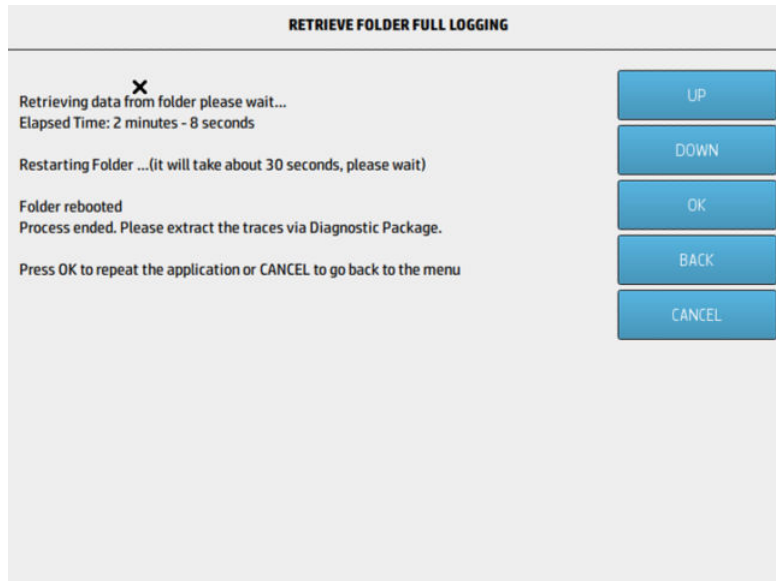 RETRIEVE FOLDER FULL LOGGING
Retrieving data from folder please wait...
Elapsed Time: 2 minutes - 8 seconds
Restarting Folder ...(it will take about 30 seconds, please wait)
Folder rebooted
Process ended. Please extract the traces via Diagnostic Package.
Press OK to repeat the application or CANCEL to go back to the menu
UP
DOWN
OK
BACK
CANCEL